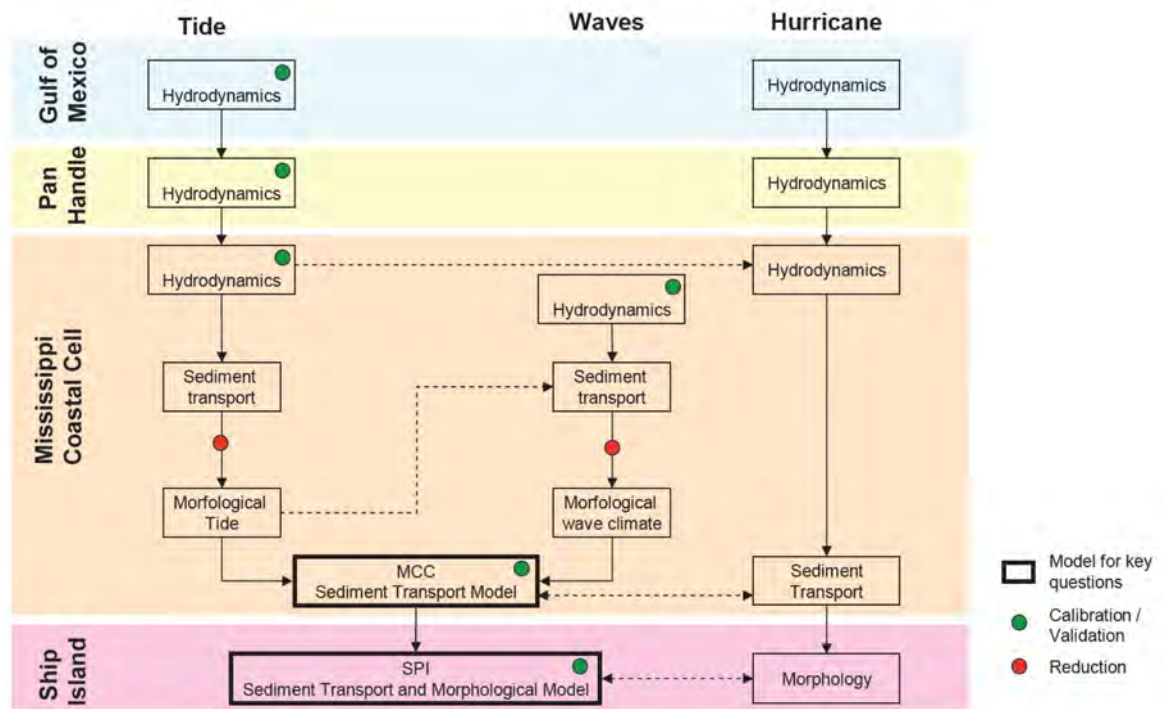 Tide
Waves
Hurricane
Gulf of
Mexico
Hydrodynamics
Hydrodynamics
Pan
Handle
Hydrodynamics
Hydrodynamics
Mississippi
Coastal Cell
Hydrodynamics
Hydrodynamics
Hydrodynamics
Sediment
transport
Sediment
transport
Morfological
Tide
Morfological
wave climate
MCC
Sediment Transport Model
Sediment
Transport
Ship
Island
SPI
Sediment Transport and Morphological Model
Morphology
Model for key
questions
Calibration /
Validation
Reduction